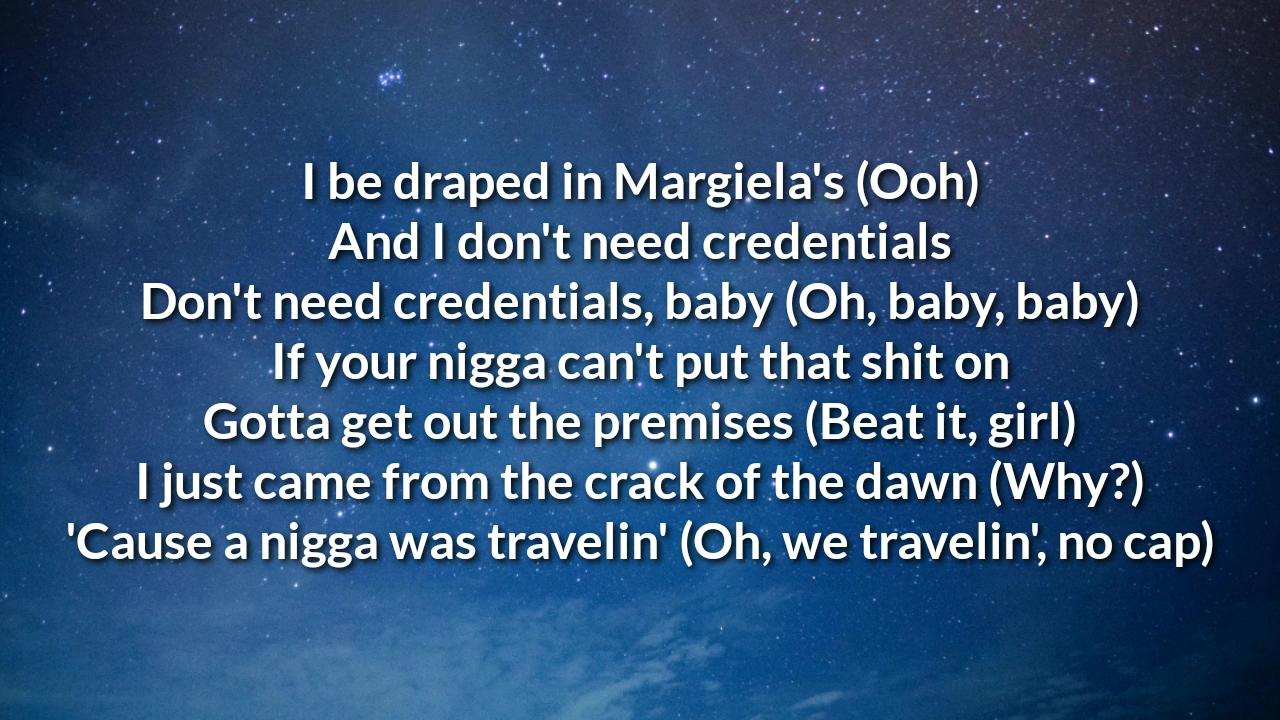 I be draped in Margiela's (Ooh)
And I don't need credentials
Don't need credentials, baby (Oh, baby, baby)
If your nigga can't put that shit on
Gotta get out the premises (Beat it, girl)
I just came from the crack of the dawn (Why?)
'Cause a nigga was travelin' (Oh, we travelin', no cap)